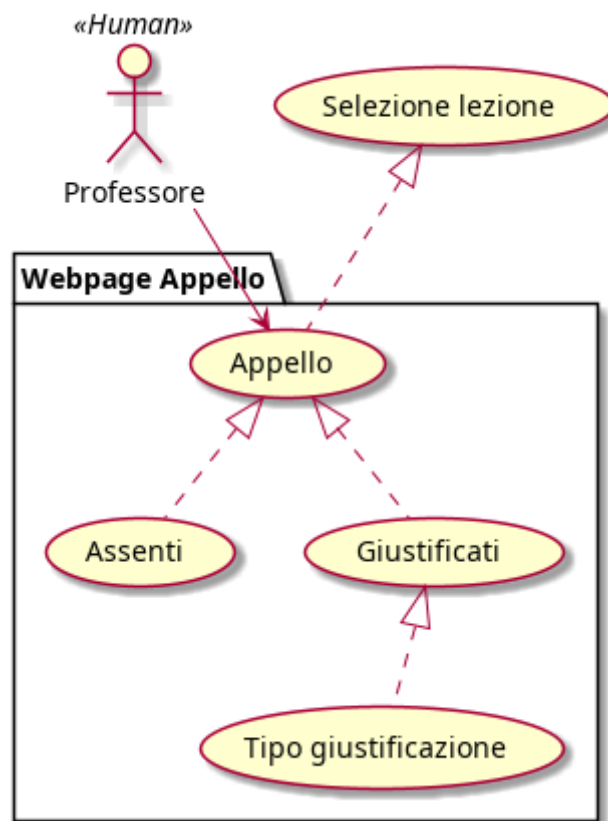 «Human»
Selezione lezione
Professore
Webpage Appello
Appello
Assenti
Giustificati
Tipo giustificazione